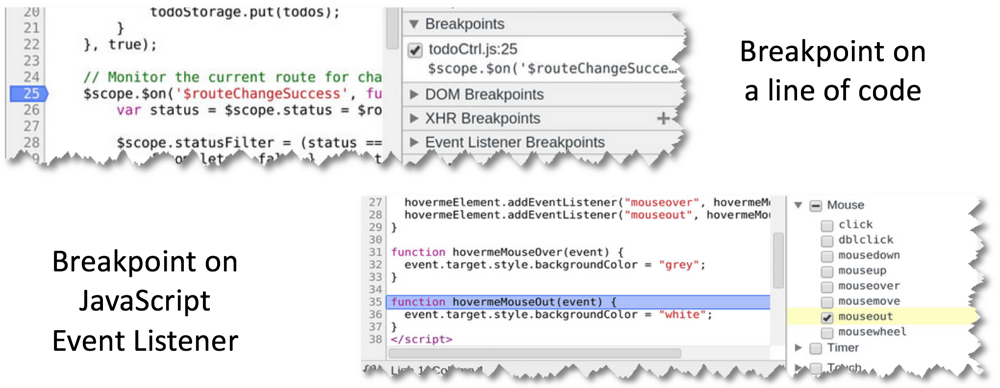 20 todoStorage.put(todos);
21 }
22 }, true);
23
24 // Monitor the current route for cha
25 $scope.$on('$routeChangeSuccess', fu
26 var status = $scope.status = $ro
27
28 $scope.statusFilter = (status ==
Breakpoints
todoCtrl.js:25
$scope.$on('$routeChangeSucce…
DOM Breakpoints
XHR Breakpoints +
Event Listener Breakpoints
Breakpoint on
a line of code
Breakpoint on
JavaScript
Event Listener
27 hovermeElement.addEventListener("mouseover", hovermeM
28 hovermeElement.addEventListener("mouseout", hovermeMou
29 }
30
31 function hovermeMouseOver(event) {
32 event.target.style.backgroundColor = "grey";
33 }
34
35 function hovermeMouseOut(event) {
36 event.target.style.backgroundColor = "white";
37 }
38 </script>
Mouse
click
dblclick
mousedown
mouseup
mouseover
mousemove
mouseout
mousewheel
Timer
Touch